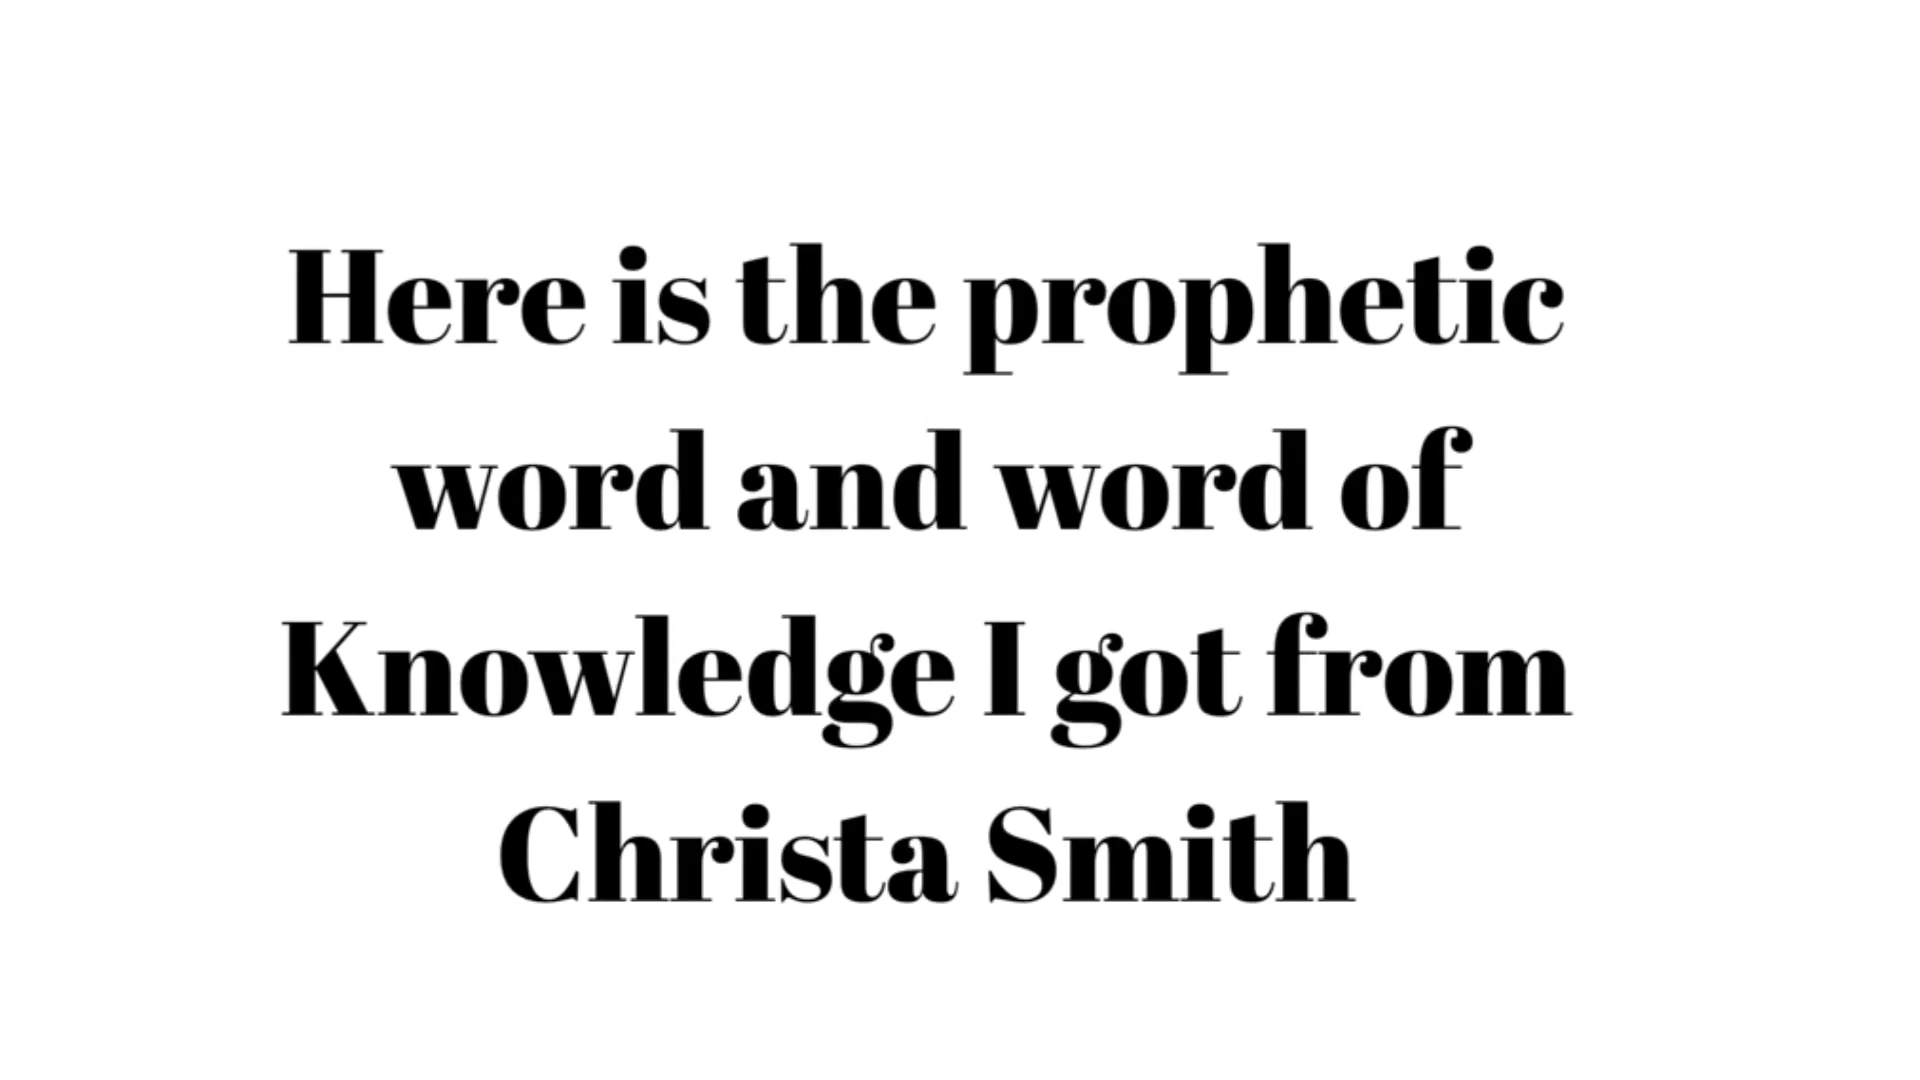 Here is the prophetic
word and word of
Knowledge I got from
Christa Smith